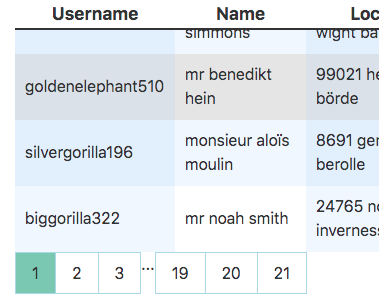 Username Name Loc
simmons wight ba
goldenelephant510 mr benedikt hein 99021 he
börde
silvergorilla196 monsieur aloïs moulin 8691 ger
berolle
biggorilla322 mr noah smith 24765 no
inverness
1 2 3 ... 19 20 21